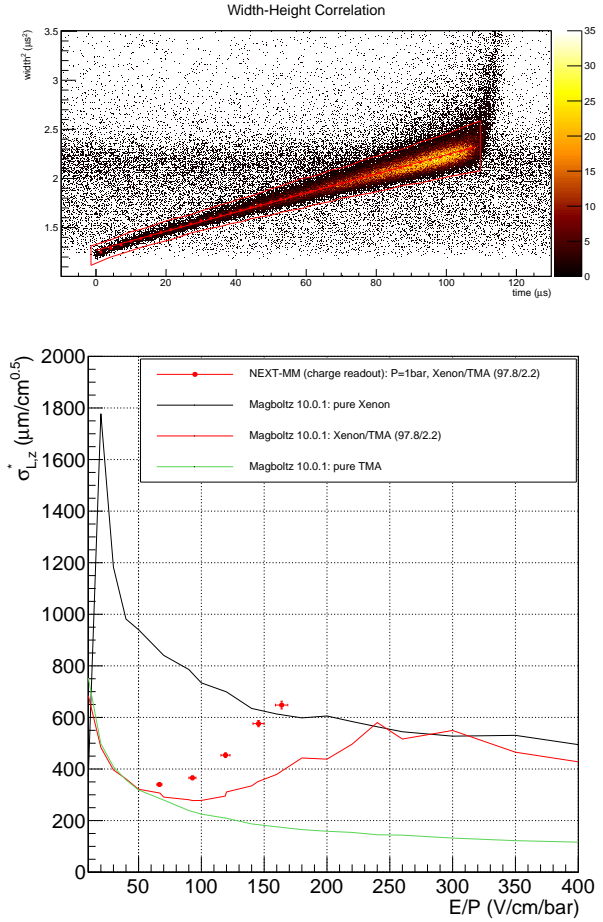 Width-Height Correlation
width² (μs²)
3.5
3
2.5
2
1.5
0 20 40 60 80 100 120
time (μs)
35
30
25
20
15
10
5
0
σ*L,z (μm/cm^0.5)
2000
1800
1600
1400
1200
1000
800
600
400
200
0
NEXT-MM (charge readout): P=1bar, Xenon/TMA (97.8/2.2)
Magboltz 10.0.1: pure Xenon
Magboltz 10.0.1: Xenon/TMA (97.8/2.2)
Magboltz 10.0.1: pure TMA
50 100 150 200 250 300 350 400
E/P (V/cm/bar)